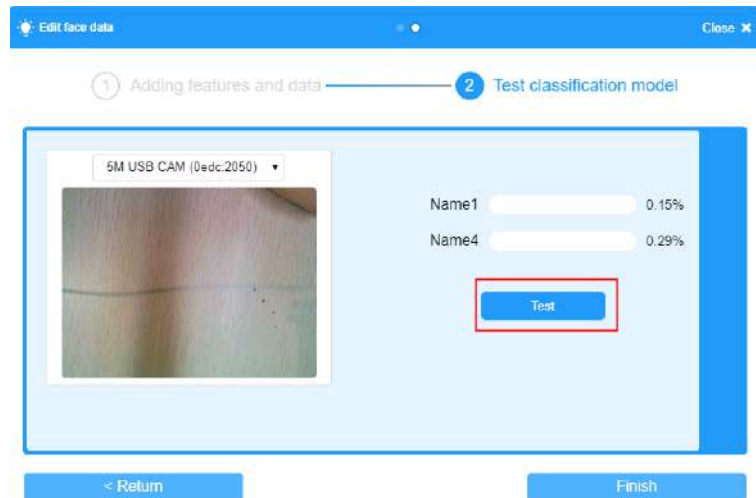 Edit face data
Close ✕
1 Adding features and data
2 Test classification model
5M USB CAM (0edc:2050)
Name1 0.15%
Name4 0.29%
Test
< Return
Finish